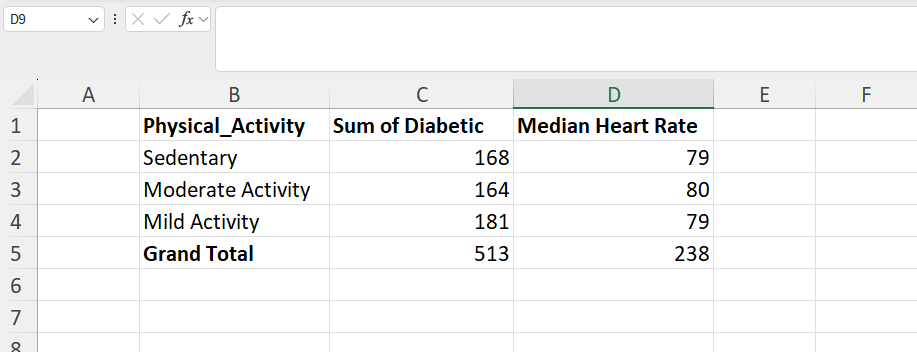 D9 fx
A B C D E F
1 Physical_Activity Sum of Diabetic Median Heart Rate
2 Sedentary 168 79
3 Moderate Activity 164 80
4 Mild Activity 181 79
5 Grand Total 513 238
6
7
8